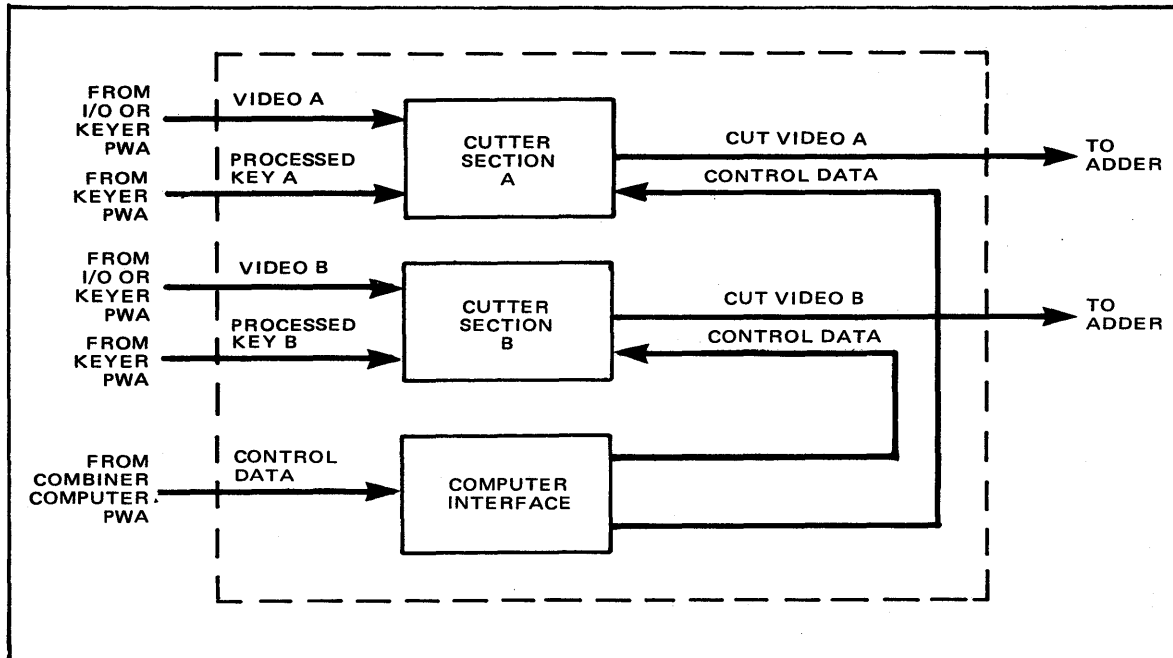 FROM
I/O OR
KEYER
PWA
VIDEO A
FROM
KEYER
PWA
PROCESSED
KEY A
CUTTER
SECTION
A
CUT VIDEO A
CONTROL DATA
TO
ADDER
FROM
I/O OR
KEYER
PWA
VIDEO B
FROM
KEYER
PWA
PROCESSED
KEY B
CUTTER
SECTION
B
CUT VIDEO B
CONTROL DATA
TO
ADDER
FROM
COMBINER
COMPUTER
PWA
CONTROL
DATA
COMPUTER
INTERFACE